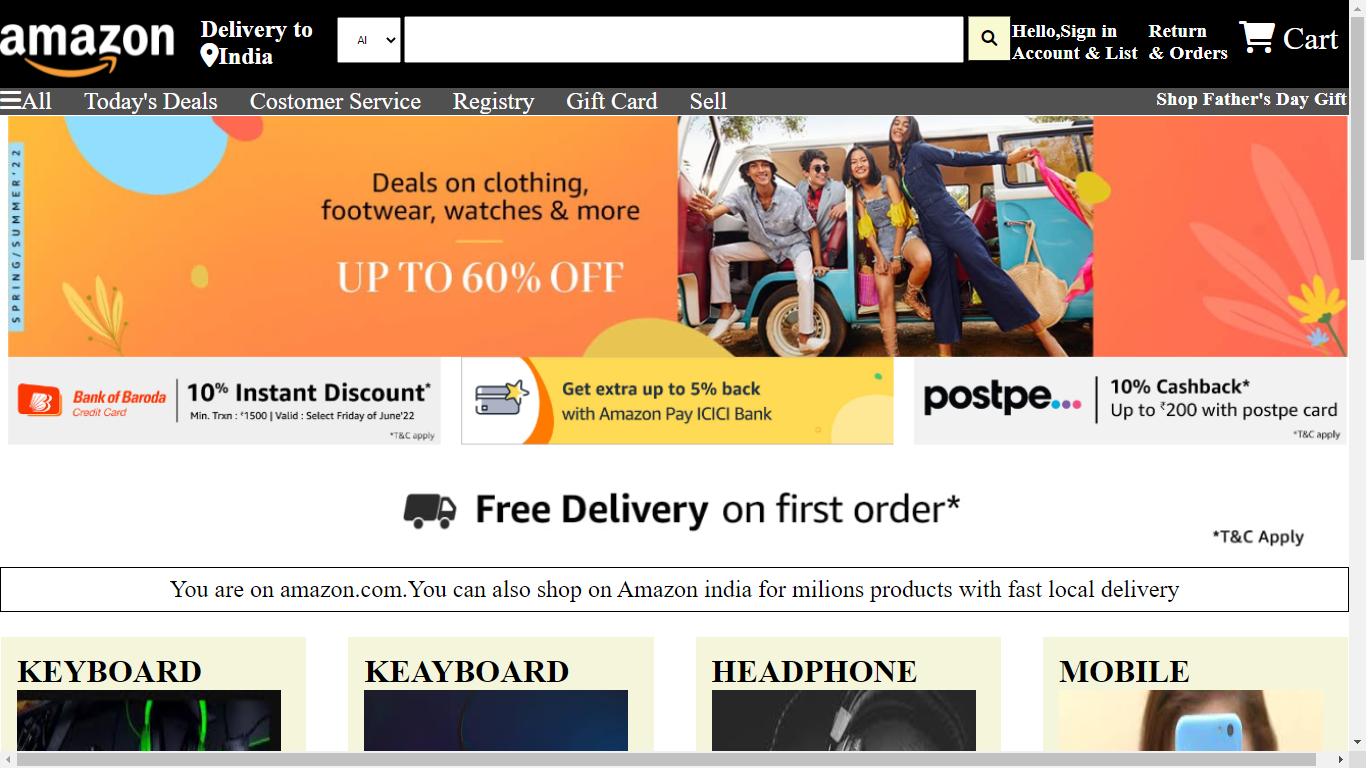 amazon
Delivery to
India
Al
Hello,Sign in
Account & List
Return
& Orders
Cart
All
Today's Deals
Costomer Service
Registry
Gift Card
Sell
Shop Father's Day Gift
SPRING/SUMMER'22
Deals on clothing,
footwear, watches & more
UP TO 60% OFF
Bank of Baroda
Credit Card
10% Instant Discount*
Min. Trxn : ₹1500 | Valid : Select Friday of June'22
*T&C apply
Get extra up to 5% back
with Amazon Pay ICICI Bank
postpe...
10% Cashback*
Up to ₹200 with postpe card
*T&C apply
Free Delivery on first order*
*T&C Apply
You are on amazon.com.You can also shop on Amazon india for milions products with fast local delivery
KEYBOARD
KEAYBOARD
HEADPHONE
MOBILE